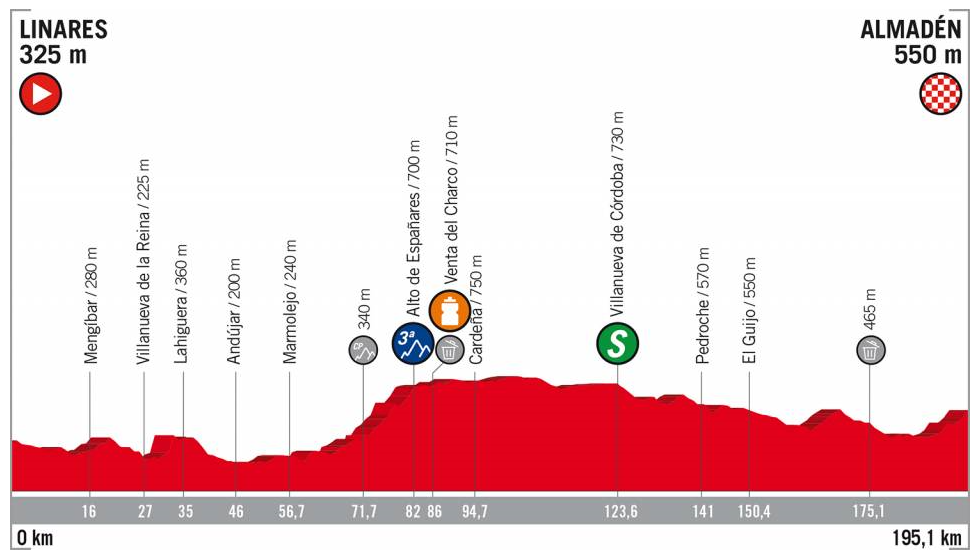 LINARES
325 m
ALMADÉN
550 m
Mengíbar / 280 m
Villanueva de la Reina / 225 m
Lahiguera / 360 m
Andújar / 200 m
Marmolejo / 240 m
340 m
CP
Alto de Españares / 700 m
3ª
Venta del Charco / 710 m
Cardeña / 750 m
Villanueva de Córdoba / 730 m
S
Pedroche / 570 m
El Guijo / 550 m
465 m
16 27 35 46 56,7 71,7 82 86 94,7 123,6 141 150,4 175,1
0 km
195,1 km